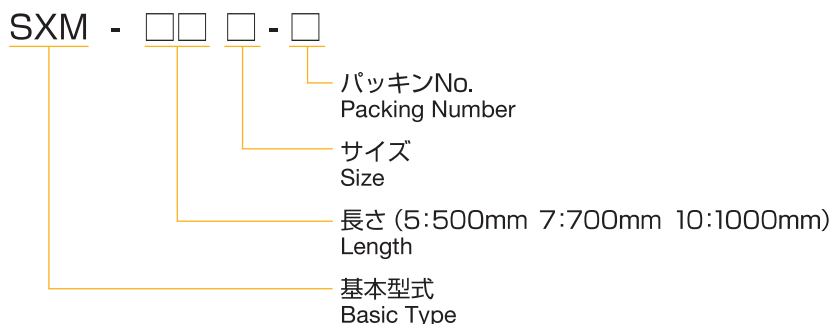 SXM - □□ □ - □
パッキンNo.
Packing Number
サイズ
Size
長さ（5：500mm 7：700mm 10：1000mm）
Length
基本型式
Basic Type